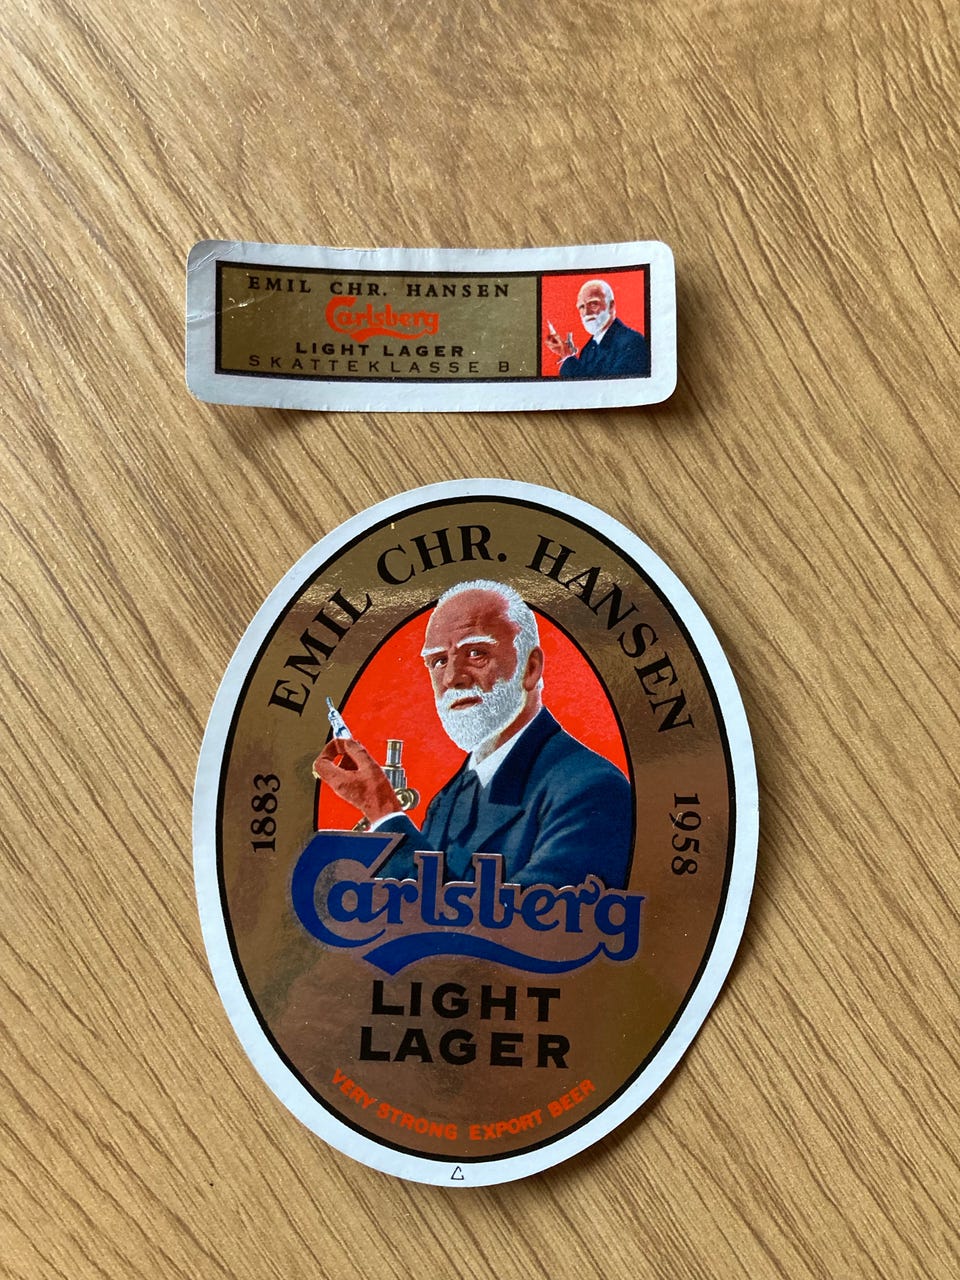 EMIL CHR. HANSEN
Carlsberg
LIGHT LAGER
SKATTEKLASSE B
EMIL CHR. HANSEN
1883 1958
Carlsberg
LIGHT
LAGER
VERY STRONG EXPORT BEER